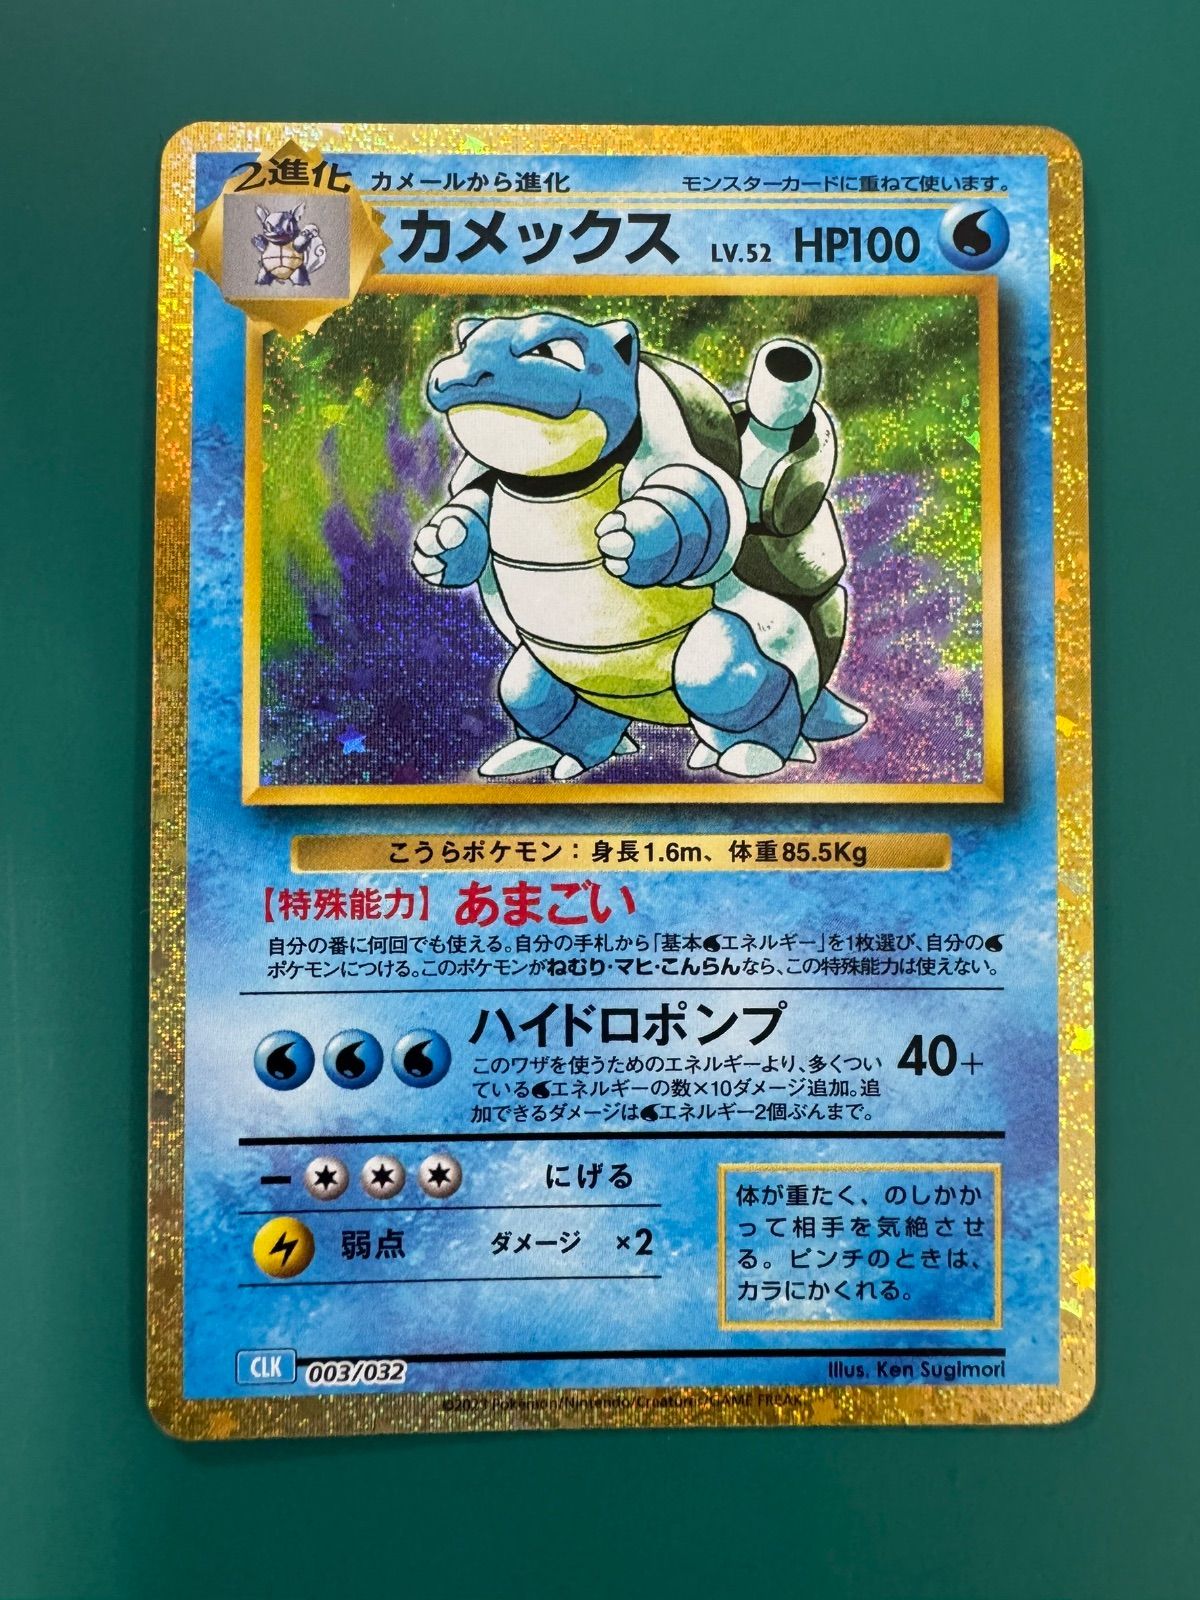 2進化 カメールから進化 モンスターカードに重ねて使います。
カメックス LV.52 HP100
こうらポケモン：身長1.6m、体重85.5Kg
【特殊能力】あまごい
自分の番に何回でも使える。自分の手札から「基本エネルギー」を1枚選び、自分の
ポケモンにつける。このポケモンがねむり・マヒ・こんらんなら、この特殊能力は使えない。
ハイドロポンプ
このワザを使うためのエネルギーより、多くつい
ているエネルギーの数×10ダメージ追加。追
加できるダメージはエネルギー2個ぶんまで。
40＋
ー にげる
弱点 ダメージ ×2
体が重たく、のしかか
って相手を気絶させ
る。ピンチのときは、
カラにかくれる。
CLK 003/032
Illus. Ken Sugimori
©2023 Pokémon/Nintendo/Creatures/GAME FREAK